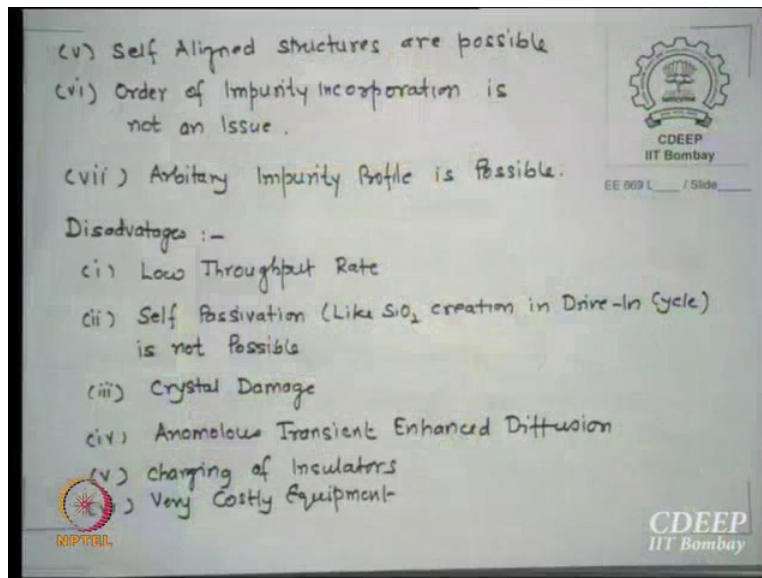 (v) Self Aligned Structures are possible
(vi) Order of Impurity Incorporation is
not an Issue.
(vii) Arbitary Impurity Profile is Possible.
Disadvatages :-
(i) Low Throughput Rate
(ii) Self Passivation (Like SiO₂ creation in Drive-In Cycle)
is not Possible
(iii) Crystal Damage
(iv) Anomolous Transient Enhanced Diffusion
(v) Charging of Insulators
) Very Costly Equipment
CDEEP
IIT Bombay
EE 669 L____ / Slide____
NPTEL
CDEEP
IIT Bombay